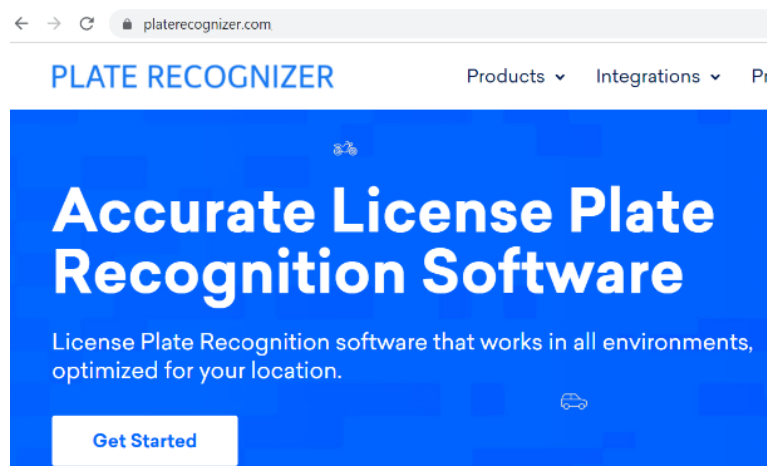 platerecognizer.com
PLATE RECOGNIZER Products Integrations
Accurate License Plate
Recognition Software
License Plate Recognition software that works in all environments,
optimized for your location.
Get Started